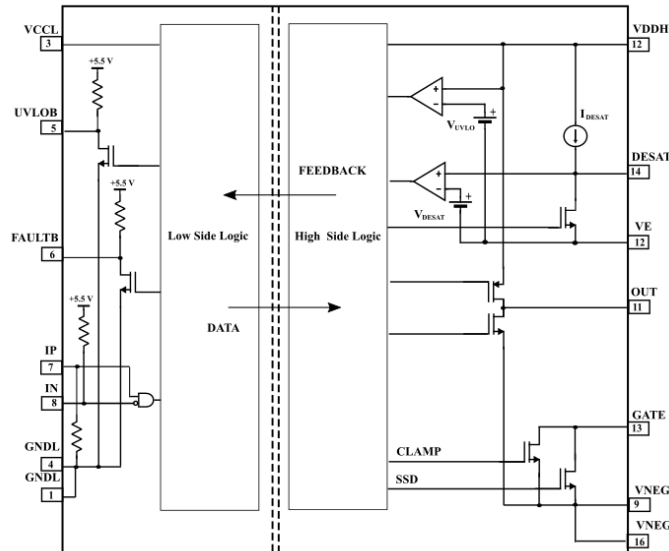 VCCL
3
+5.5 V
UVLOB
5
+5.5 V
FAULTB
6
+5.5 V
IP
7
IN
8
GNDL
4
GNDL
1
Low Side Logic
FEEDBACK
DATA
High Side Logic
VDDH
12
+
−
+
VUVLO
IDESAT
DESAT
14
+
−
+
VDESAT
VE
12
OUT
11
GATE
13
CLAMP
SSD
VNEG
9
VNEG
16